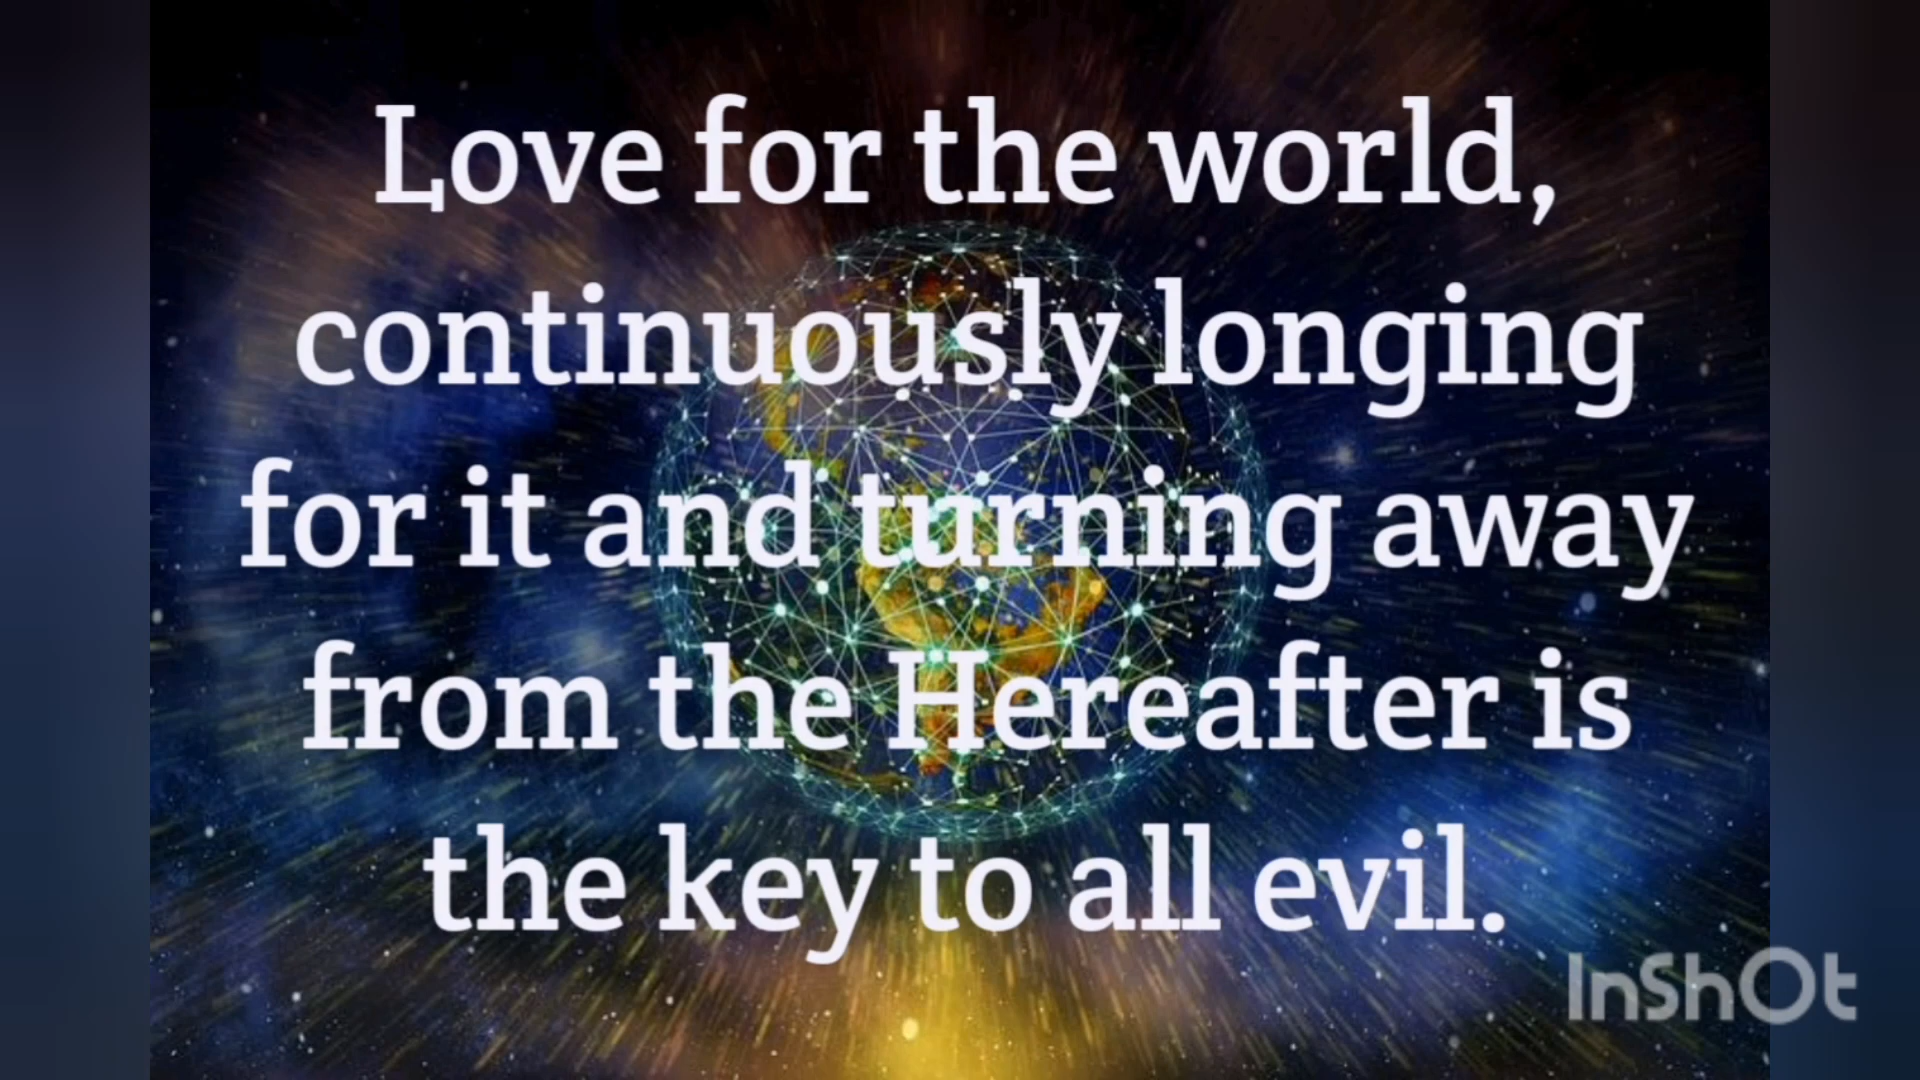 Love for the world,
continuously longing
for it and turning away
from the Hereafter is
the key to all evil.
InShOt